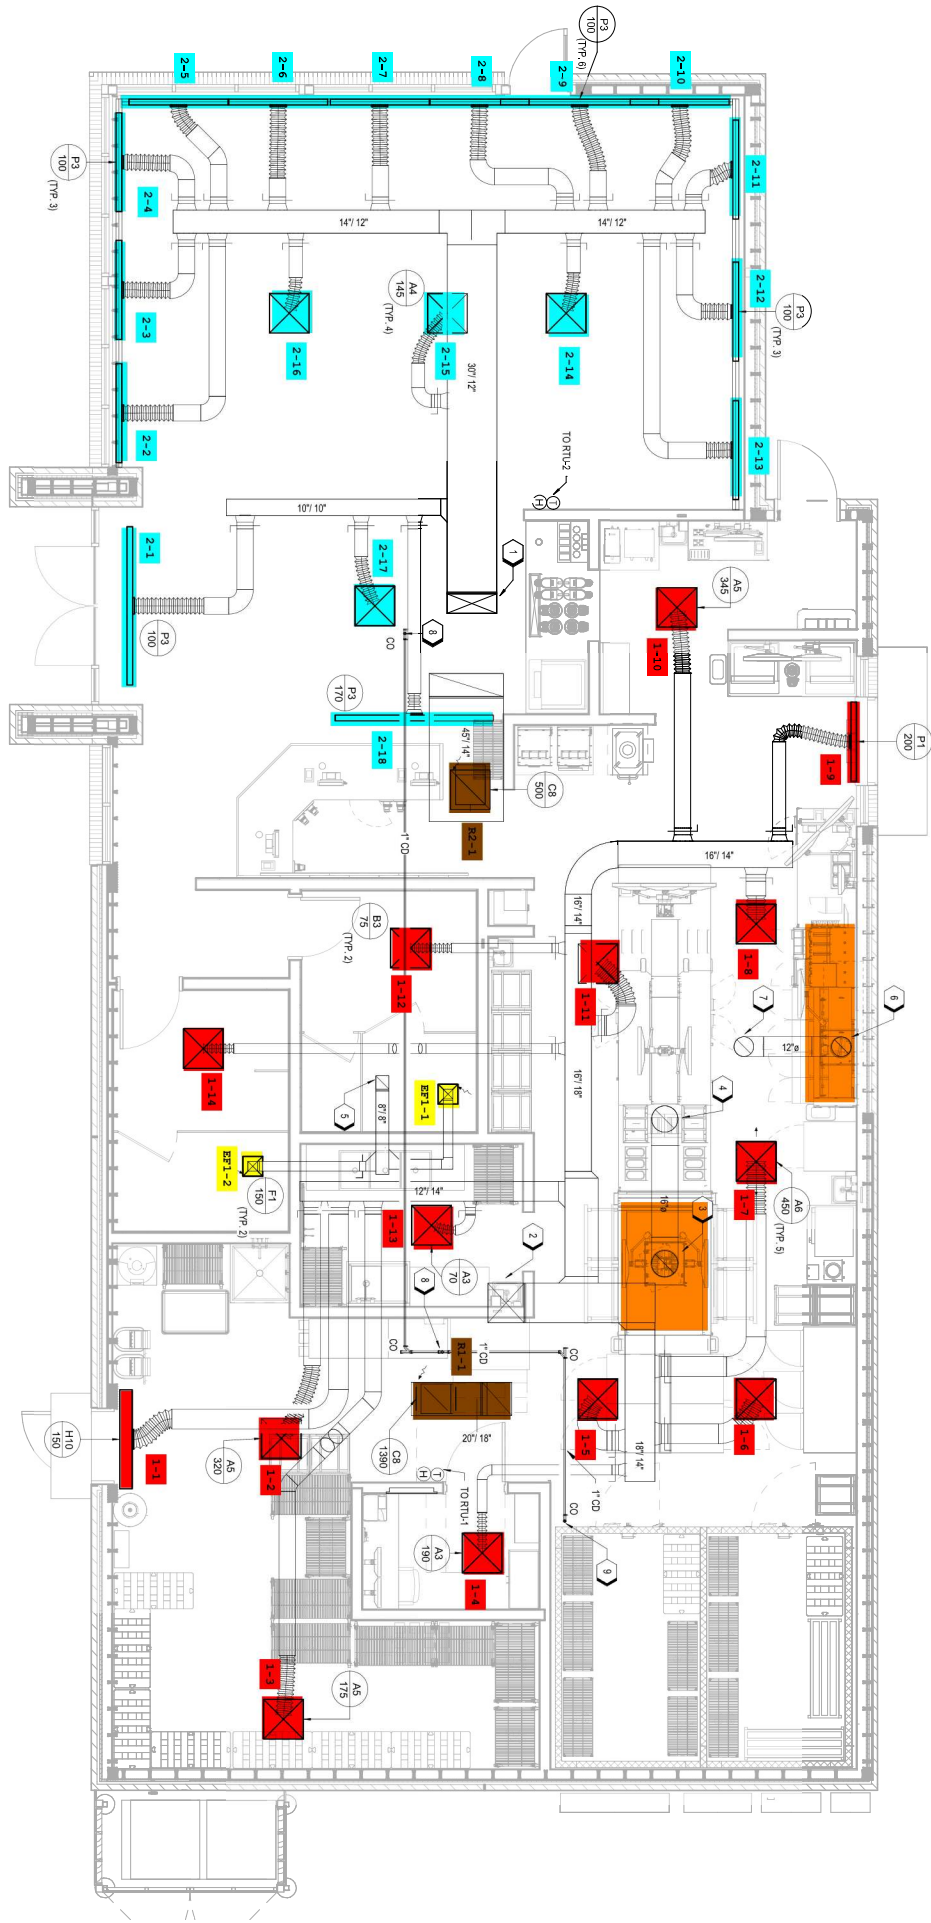 P3
100
(TYP. 6)
2-5
2-6
2-7
2-8
2-9
2-10
P3
100
(TYP. 3)
2-4
2-11
14"/ 12"
14"/ 12"
2-3
2-16
A4
145
(TYP. 4)
2-15
2-14
2-12
P3
100
(TYP. 3)
30"/ 12"
2-2
2-13
TO RTU-2
T
H
10"/ 10"
2-1
P3
100
2-17
1
A5
345
CO
8
1-10
P3
170
2-18
45"/ 14"
C8
500
R2-1
1-9
P1
200
1" CD
16"/ 14"
16"/ 14"
B3
75
(TYP. 2)
1-12
1-11
1-8
7
6
12"ø
1-14
16"/ 18"
5
8"/ 8"
EF1-1
4
EF1-2
F1
150
(TYP. 2)
12"/ 14"
1-13
A3
70
16"ø
3
1-7
A6
450
(TYP. 5)
2
8
CO
1" CD
CO
R1-1
H10
150
1-1
A5
320
1-2
C8
1390
20"/ 18"
T
H
TO RTU-1
1-5
18"/ 14"
1-6
1" CD
CO
9
A3
190
1-4
1-3
A5
175